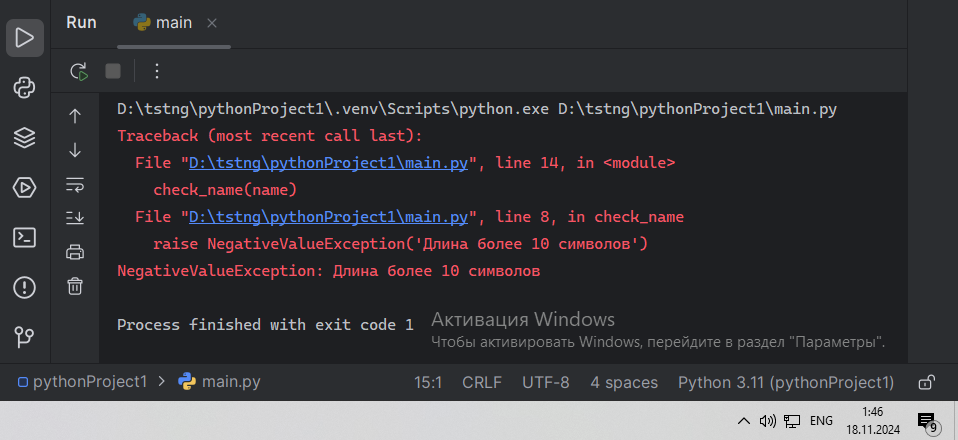 Run main
D:\tstng\pythonProject1\.venv\Scripts\python.exe D:\tstng\pythonProject1\main.py
Traceback (most recent call last):
File "D:\tstng\pythonProject1\main.py", line 14, in <module>
check_name(name)
File "D:\tstng\pythonProject1\main.py", line 8, in check_name
raise NegativeValueException('Длина более 10 символов')
NegativeValueException: Длина более 10 символов
Process finished with exit code 1
Активация Windows
Чтобы активировать Windows, перейдите в раздел "Параметры".
pythonProject1 > main.py 15:1 CRLF UTF-8 4 spaces Python 3.11 (pythonProject1)
ENG 1:46
18.11.2024 9